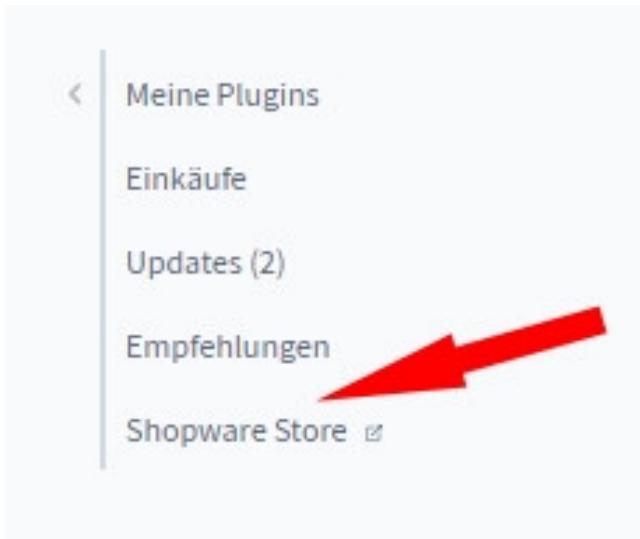 Meine Plugins
Einkäufe
Updates (2)
Empfehlungen
Shopware Store